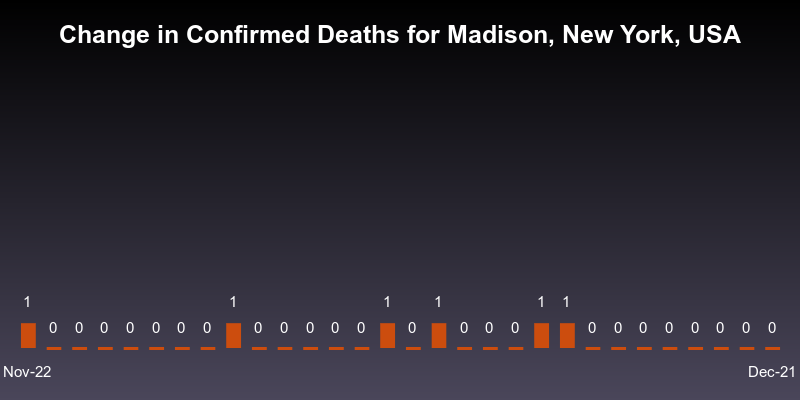 Change in Confirmed Deaths for Madison, New York, USA
1 0 0 0 0 0 0 0 1 0 0 0 0 0 1 0 1 0 0 0 1 1 0 0 0 0 0 0 0 0
Nov-22 Dec-21